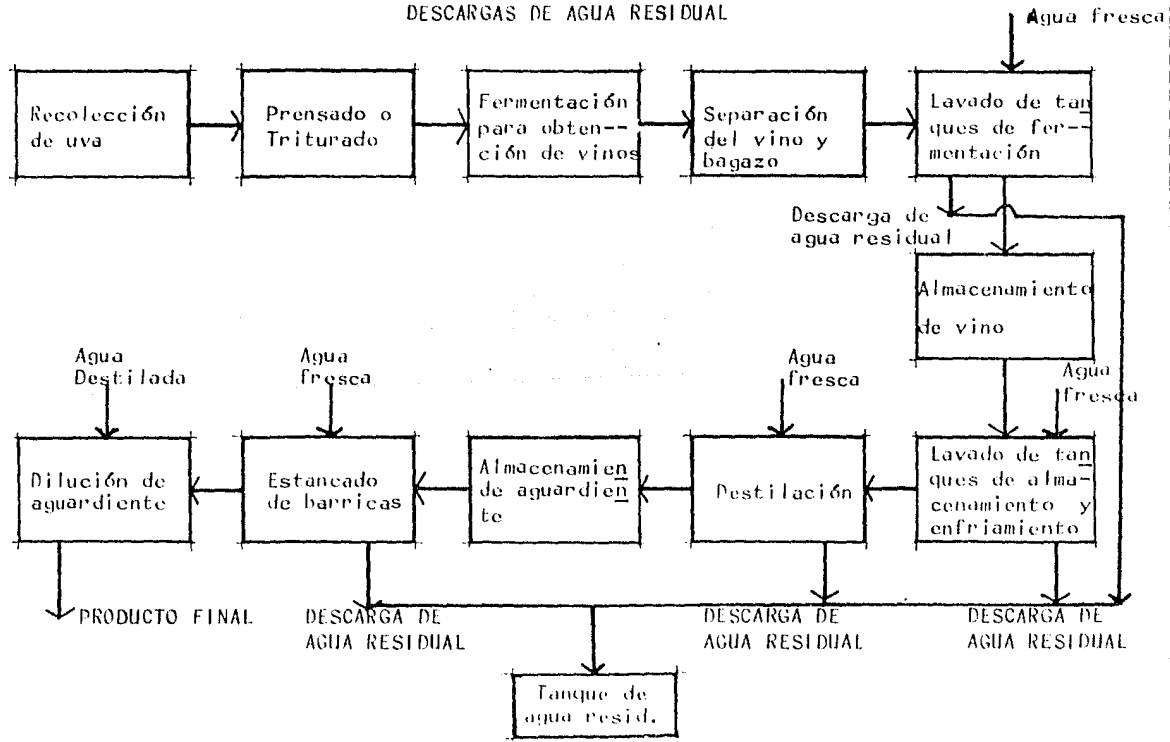 DESCARGAS DE AGUA RESIDUAL
Agua fresca
Recolección
de uva
Prensado o
Triturado
Fermentación
para obten--
ción de vinos
Separación
del vino y
bagazo
Lavado de tan
ques de fer--
mentación
Descarga de
agua residual
Almacenamiento
de vino
Agua
Destilada
Agua
fresca
Agua
fresca
Agua
fresca
Dilución de
aguardiente
Estancado
de barricas
Almacenamien
de aguardien
te
Destilación
Lavado de tan
ques de alma-
cenamiento y
enfriamiento
PRODUCTO FINAL
DESCARGA DE
AGUA RESIDUAL
DESCARGA DE
AGUA RESIDUAL
DESCARGA DE
AGUA RESIDUAL
Tanque de
agua resid.